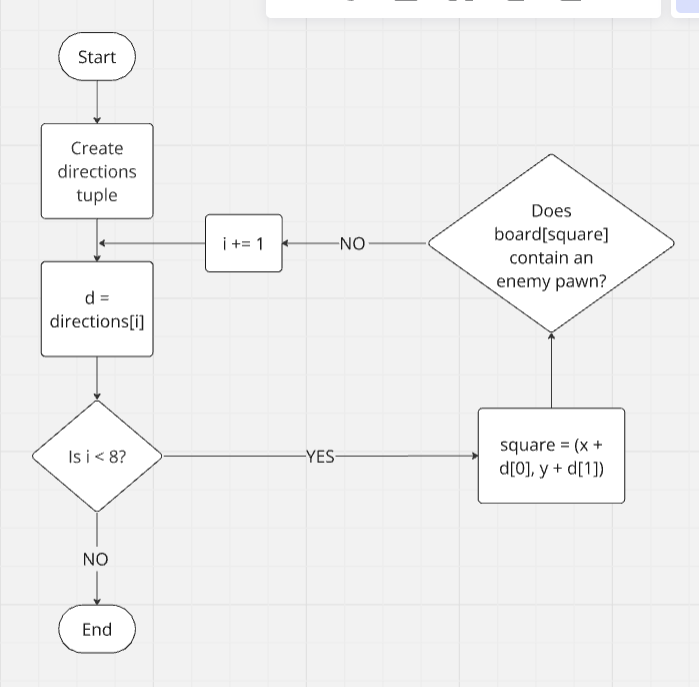 Start
Create
directions
tuple
d =
directions[i]
Is i < 8?
NO
End
YES
square = (x +
d[0], y + d[1])
Does
board[square]
contain an
enemy pawn?
NO
i += 1